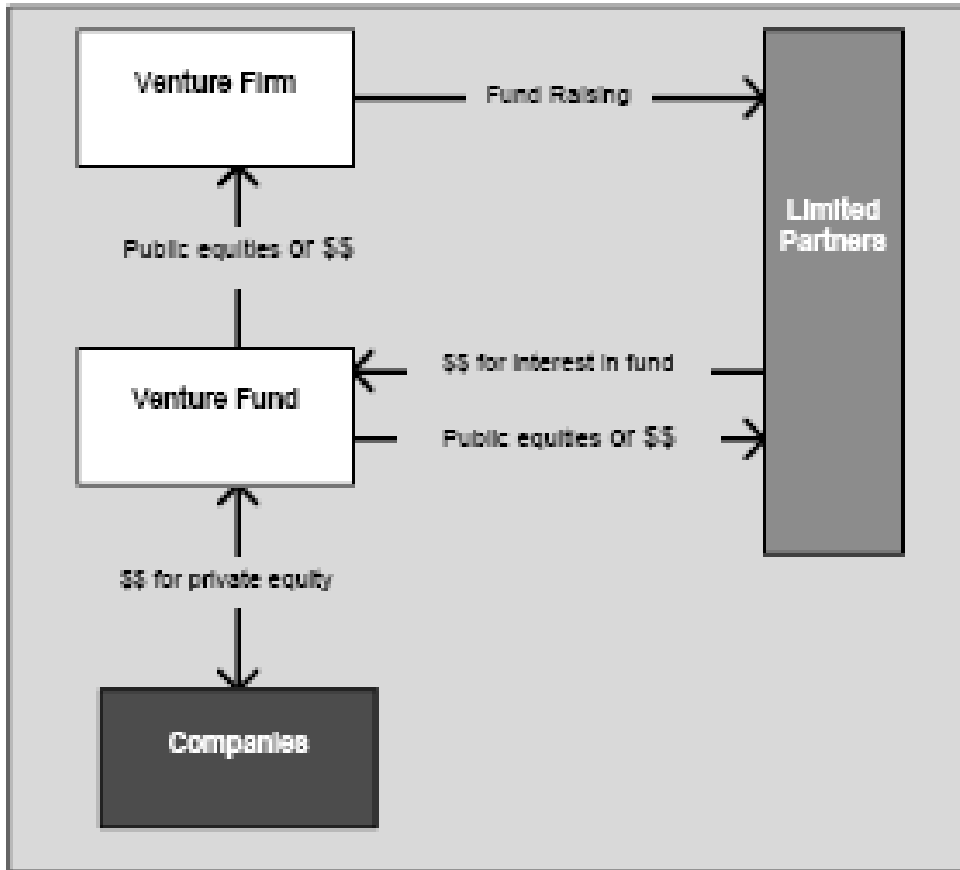 Venture Firm
Fund Raising
Limited
Partners
Public equities or $$
$$ for interest in fund
Venture Fund
Public equities or $$
$$ for private equity
Companies